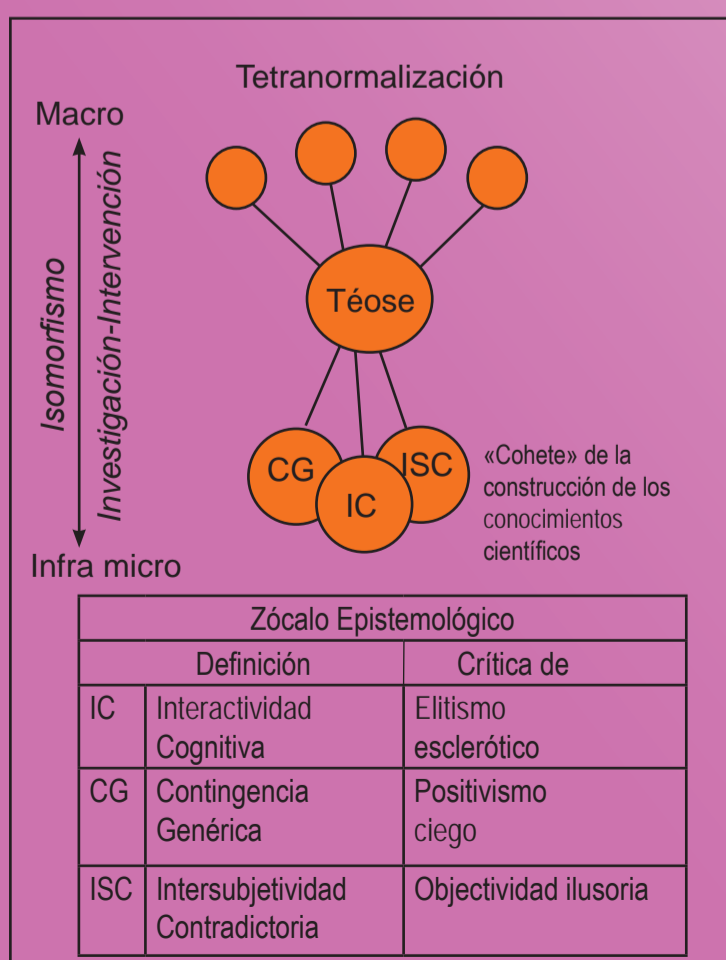 Tetranormalización
Macro
Isomorfismo
Investigación-Intervención
Téose
CG
IC
ISC
«Cohete» de la
construcción de los
conocimientos
científicos
Infra micro
Zócalo Epistemológico
Definición Crítica de
IC Interactividad Elitismo
Cognitiva esclerótico
CG Contingencia Positivismo
Genérica ciego
ISC Intersubjetividad Objectividad ilusoria
Contradictoria